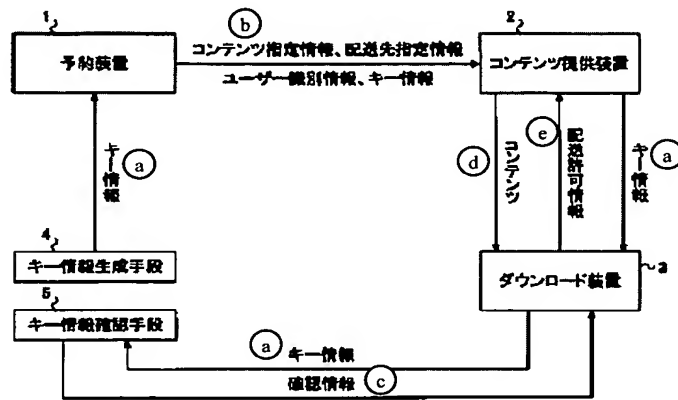 1
予約装置
b
コンテンツ指定情報、配送先指定情報
ユーザー識別情報、キー情報
2
コンテンツ提供装置
キー情報
a
d
コンテンツ
e
配送許可情報
キー情報
a
4
キー情報生成手段
5
キー情報確認手段
ダウンロード装置
3
a
キー情報
確認情報
c